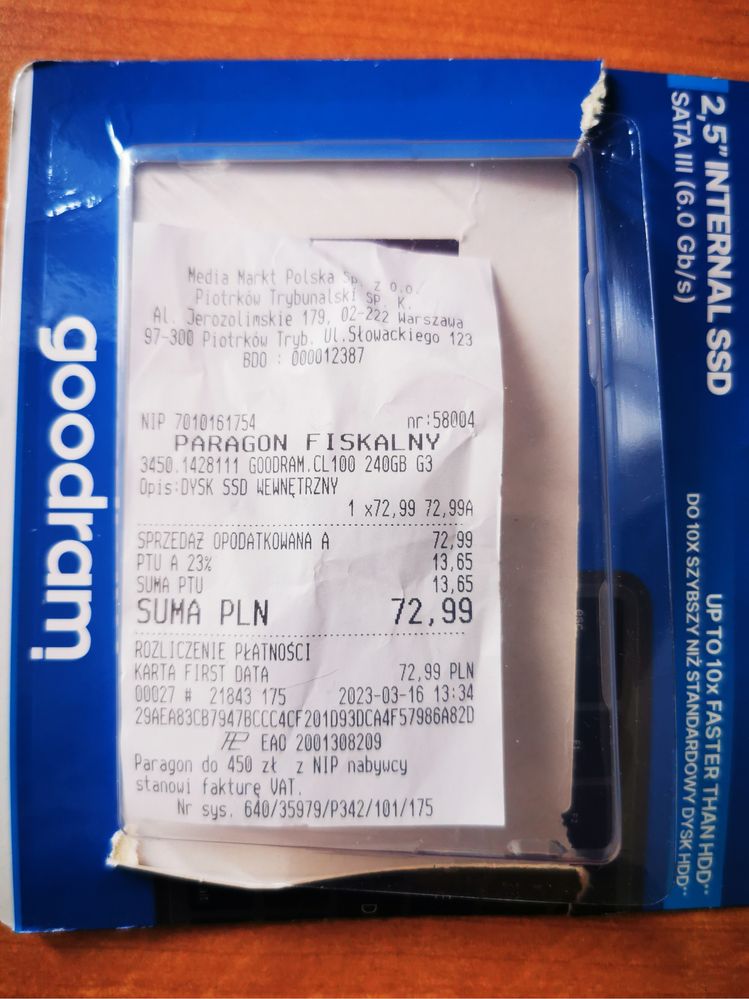 goodram
Media Markt Polska Sp. z o.o.
Piotrków Trybunalski Sp. K.
Al. Jerozolimskie 179, 02-222 Warszawa
97-300 Piotrków Tryb. Ul.Słowackiego 123
BDO : 000012387
NIP 7010161754 nr:58004
PARAGON FISKALNY
3450.1428111 GOODRAM.CL100 240GB G3
Opis:DYSK SSD WEWNĘTRZNY
1 x72,99 72,99A
SPRZEDAŻ OPODATKOWANA A 72,99
PTU A 23% 13,65
SUMA PTU 13,65
SUMA PLN 72,99
ROZLICZENIE PŁATNOŚCI
KARTA FIRST DATA 72,99 PLN
00027 # 21843 175 2023-03-16 13:34
29AEA83CB7947BCCC4CF201D93DCA4F57986A82D
EAO 2001308209
Paragon do 450 zł z NIP nabywcy
stanowi fakturę VAT.
Nr sys. 640/35979/P342/101/175
2,5" INTERNAL SSD
SATA III (6.0 Gb/s)
UP TO 10x FASTER THAN HDD**
DO 10X SZYBSZY NIŻ STANDARDOWY DYSK HDD**
esc
D